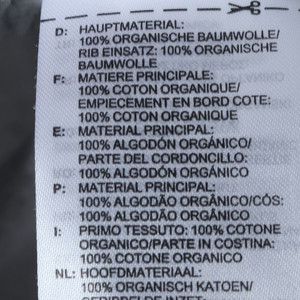 D: HAUPTMATERIAL:
100% ORGANISCHE BAUMWOLLE/
RIB EINSATZ: 100% ORGANISCHE
BAUMWOLLE
F: MATIERE PRINCIPALE:
100% COTON ORGANIQUE/
EMPIECEMENT EN BORD COTE:
100% COTON ORGANIQUE
E: MATERIAL PRINCIPAL:
100% ALGODÓN ORGÁNICO/
PARTE DEL CORDONCILLO:
100% ALGODÓN ORGÁNICO
P: MATERIAL PRINCIPAL:
100% ALGODÃO ORGÂNICO/CÓS:
100% ALGODÃO ORGÂNICO
I: PRIMO TESSUTO: 100% COTONE
ORGANICO/PARTE IN COSTINA:
100% COTONE ORGANICO
NL: HOOFDMATERIAAL:
100% ORGANISCH KATOEN/